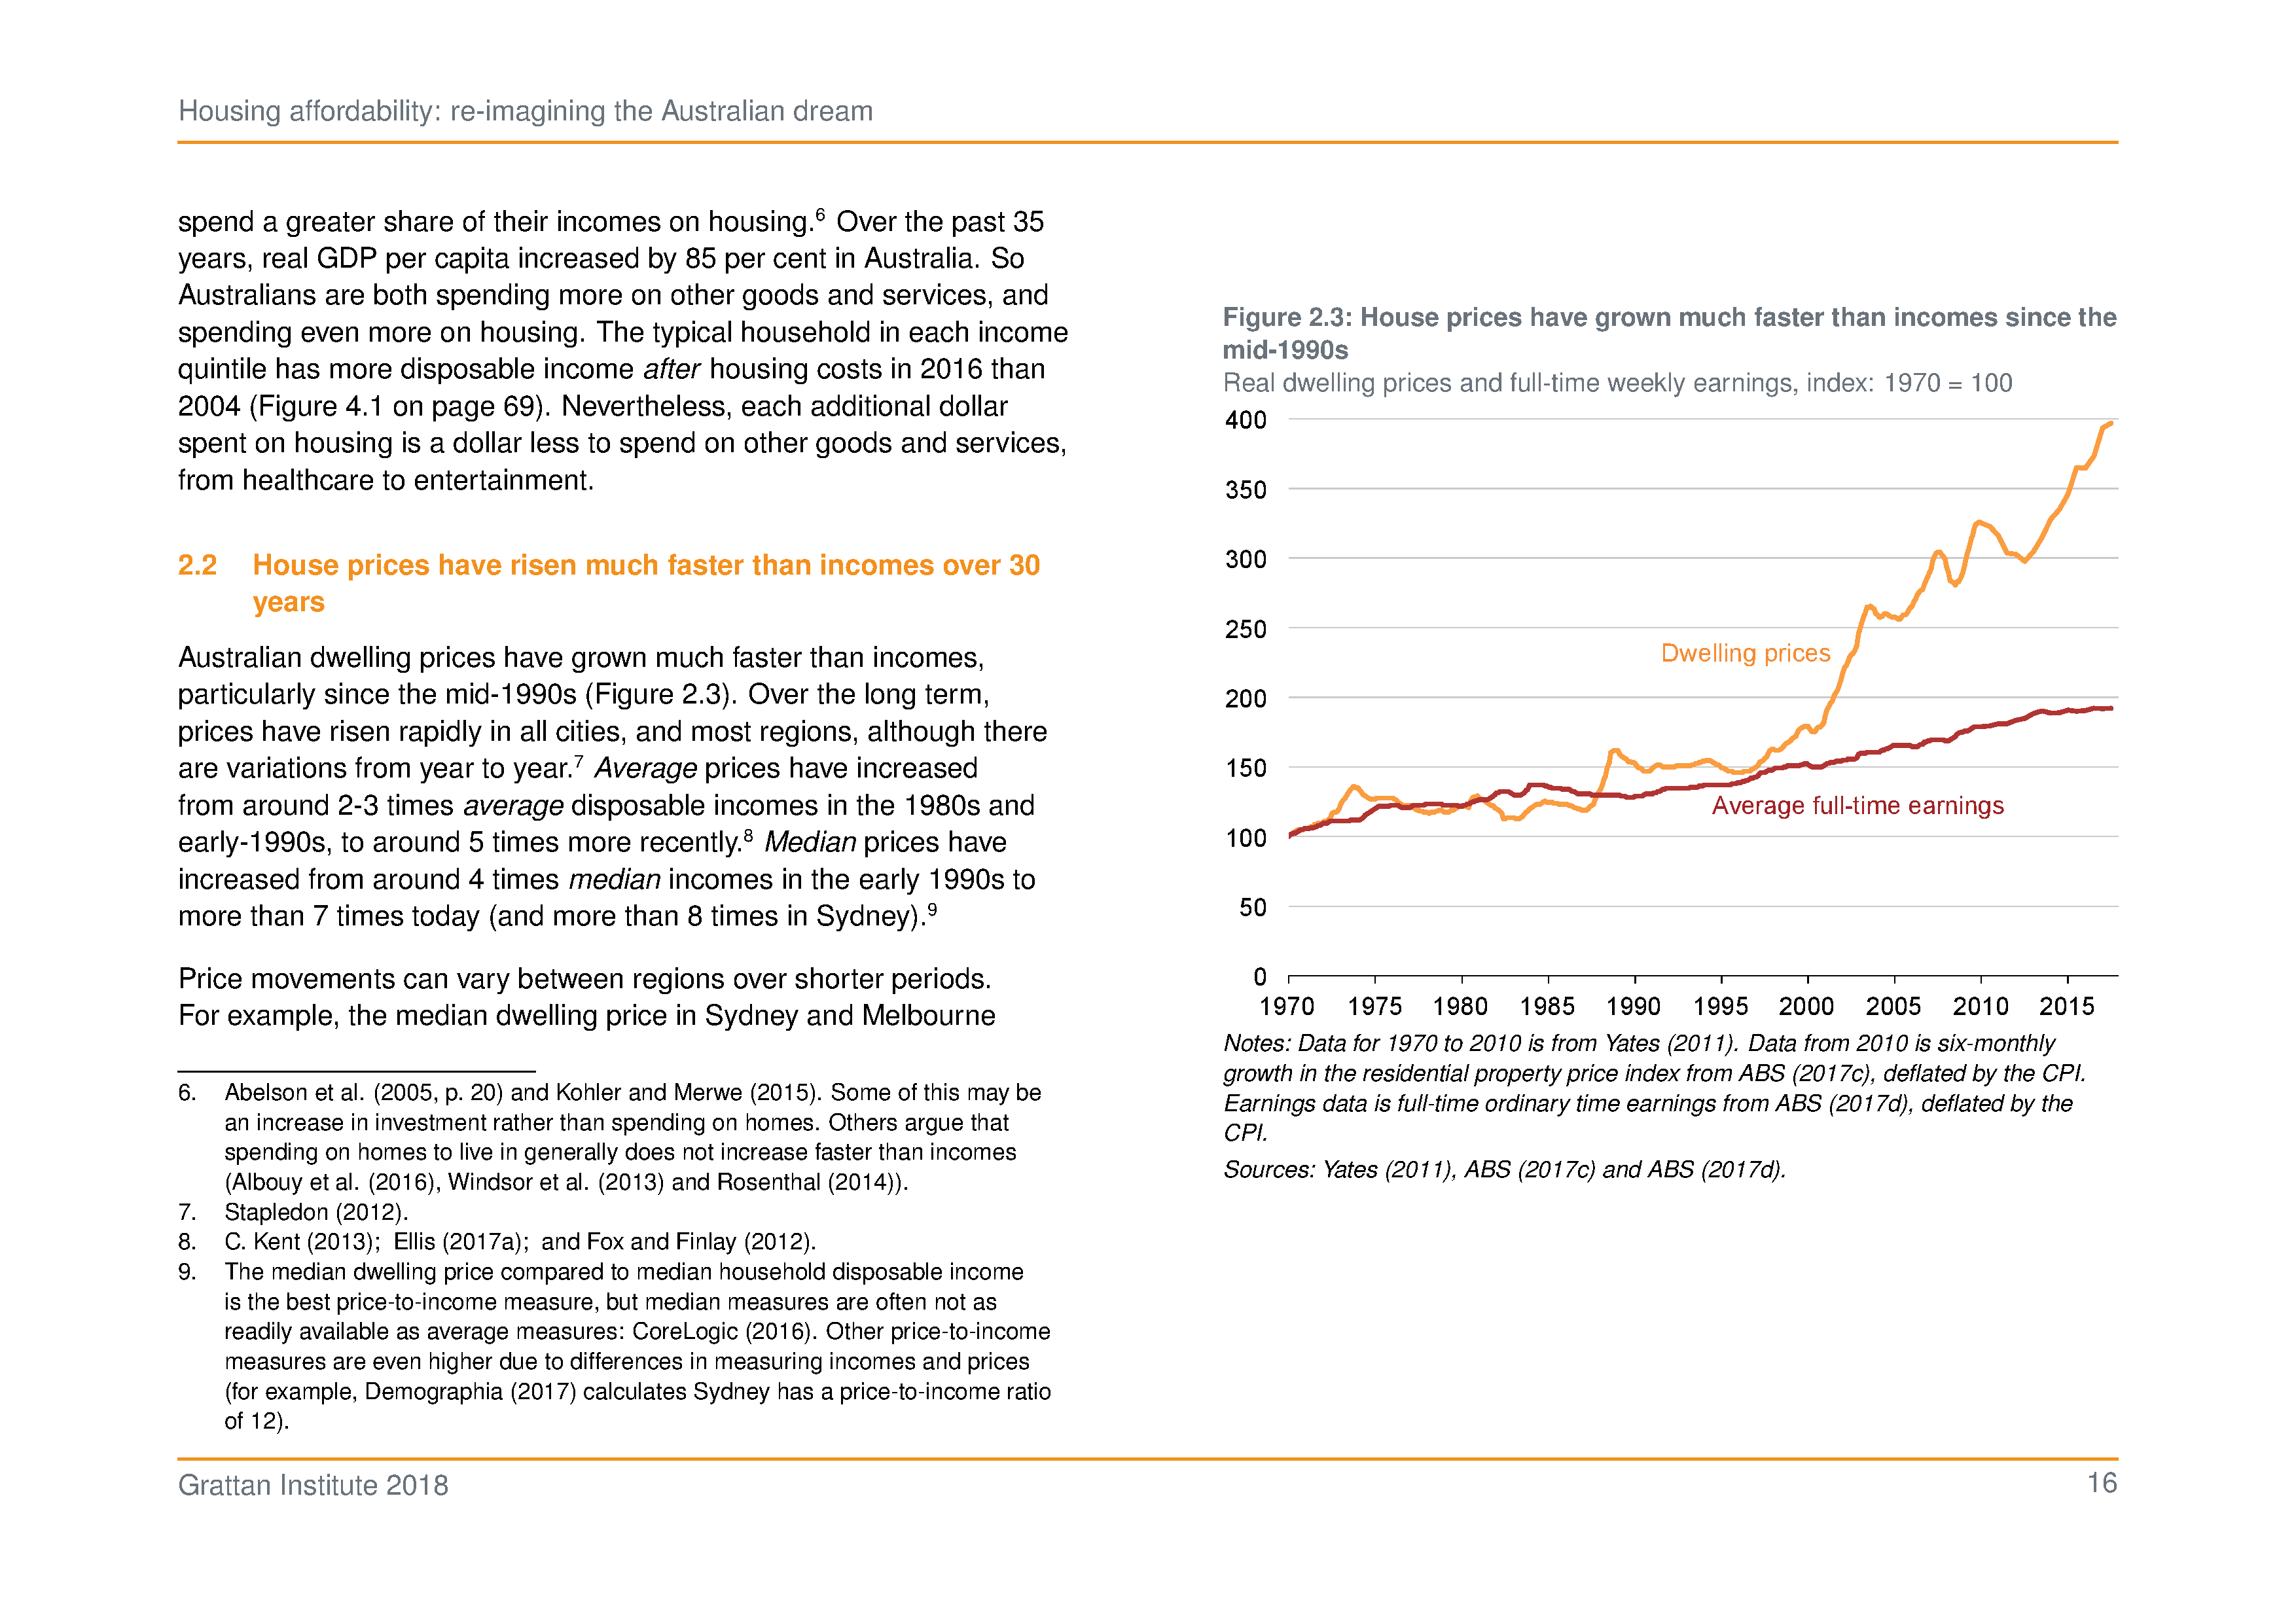 Housing affordability: re-imagining the Australian dream
spend a greater share of their incomes on housing.6 Over the past 35
years, real GDP per capita increased by 85 per cent in Australia. So
Australians are both spending more on other goods and services, and
spending even more on housing. The typical household in each income
quintile has more disposable income after housing costs in 2016 than
2004 (Figure 4.1 on page 69). Nevertheless, each additional dollar
spent on housing is a dollar less to spend on other goods and services,
from healthcare to entertainment.
2.2 House prices have risen much faster than incomes over 30
years
Australian dwelling prices have grown much faster than incomes,
particularly since the mid-1990s (Figure 2.3). Over the long term,
prices have risen rapidly in all cities, and most regions, although there
are variations from year to year.7 Average prices have increased
from around 2-3 times average disposable incomes in the 1980s and
early-1990s, to around 5 times more recently.8 Median prices have
increased from around 4 times median incomes in the early 1990s to
more than 7 times today (and more than 8 times in Sydney).9
Price movements can vary between regions over shorter periods.
For example, the median dwelling price in Sydney and Melbourne
6. Abelson et al. (2005, p. 20) and Kohler and Merwe (2015). Some of this may be
an increase in investment rather than spending on homes. Others argue that
spending on homes to live in generally does not increase faster than incomes
(Albouy et al. (2016), Windsor et al. (2013) and Rosenthal (2014)).
7. Stapledon (2012).
8. C. Kent (2013); Ellis (2017a); and Fox and Finlay (2012).
9. The median dwelling price compared to median household disposable income
is the best price-to-income measure, but median measures are often not as
readily available as average measures: CoreLogic (2016). Other price-to-income
measures are even higher due to differences in measuring incomes and prices
(for example, Demographia (2017) calculates Sydney has a price-to-income ratio
of 12).
Figure 2.3: House prices have grown much faster than incomes since the
mid-1990s
Real dwelling prices and full-time weekly earnings, index: 1970 = 100
400
350
300
250
Dwelling prices
200
150
Average full-time earnings
100
50
0
1970 1975 1980 1985 1990 1995 2000 2005 2010 2015
Notes: Data for 1970 to 2010 is from Yates (2011). Data from 2010 is six-monthly
growth in the residential property price index from ABS (2017c), deflated by the CPI.
Earnings data is full-time ordinary time earnings from ABS (2017d), deflated by the
CPI.
Sources: Yates (2011), ABS (2017c) and ABS (2017d).
Grattan Institute 2018
16